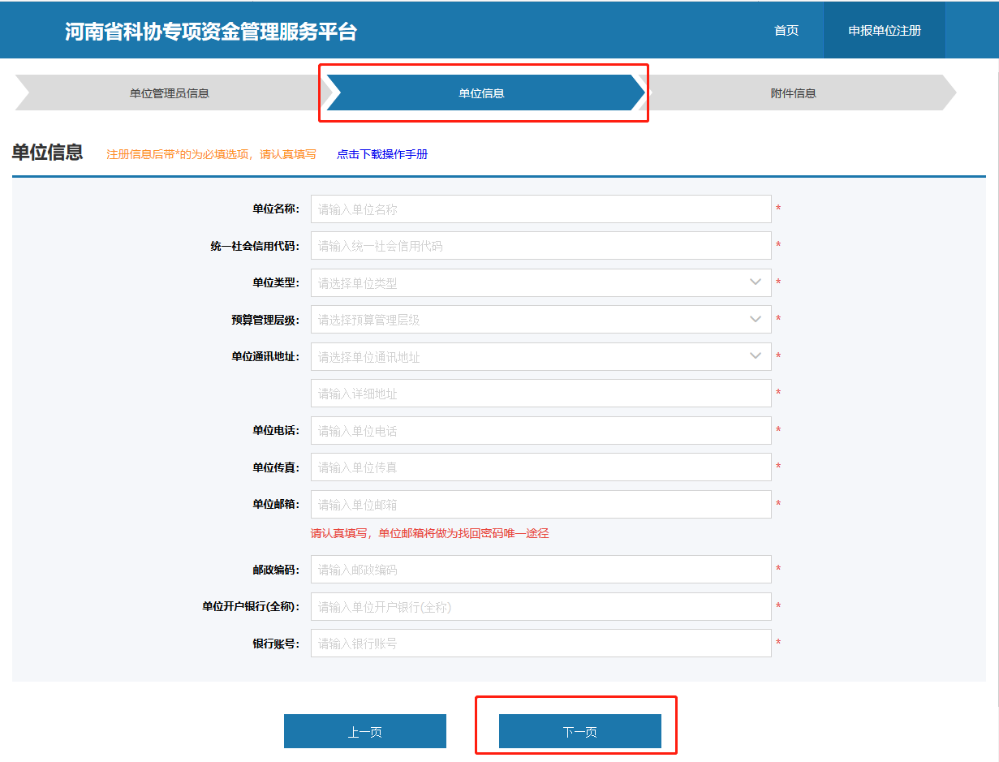 河南省科协专项资金管理服务平台 首页 申报单位注册
单位管理员信息 单位信息 附件信息
单位信息 注册信息后带*的为必填选项，请认真填写 点击下载操作手册
单位名称： 请输入单位名称 *
统一社会信用代码： 请输入统一社会信用代码 *
单位类型： 请选择单位类型 *
预算管理层级： 请选择预算管理层级 *
单位通讯地址： 请选择单位通讯地址 *
请输入详细地址 *
单位电话： 请输入单位电话 *
单位传真： 请输入单位传真 *
单位邮箱： 请输入单位邮箱 *
请认真填写，单位邮箱将做为找回密码唯一途径
邮政编码： 请输入邮政编码 *
单位开户银行(全称)： 请输入单位开户银行(全称) *
银行账号： 请输入银行账号 *
上一页 下一页